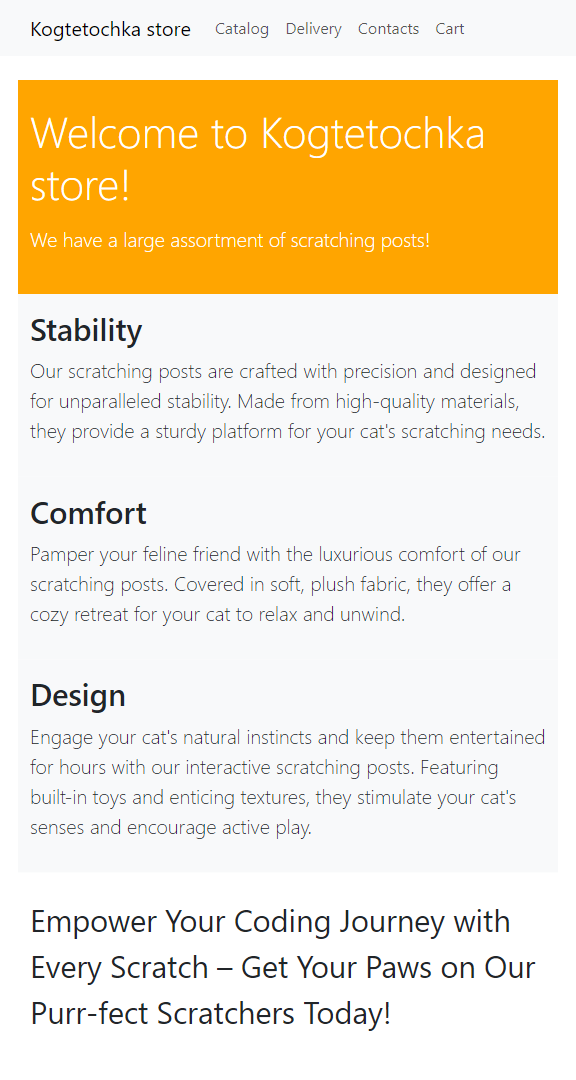 Kogtetochka store Catalog Delivery Contacts Cart
Welcome to Kogtetochka
store!
We have a large assortment of scratching posts!
Stability
Our scratching posts are crafted with precision and designed
for unparalleled stability. Made from high-quality materials,
they provide a sturdy platform for your cat's scratching needs.
Comfort
Pamper your feline friend with the luxurious comfort of our
scratching posts. Covered in soft, plush fabric, they offer a
cozy retreat for your cat to relax and unwind.
Design
Engage your cat's natural instincts and keep them entertained
for hours with our interactive scratching posts. Featuring
built-in toys and enticing textures, they stimulate your cat's
senses and encourage active play.
Empower Your Coding Journey with
Every Scratch – Get Your Paws on Our
Purr-fect Scratchers Today!